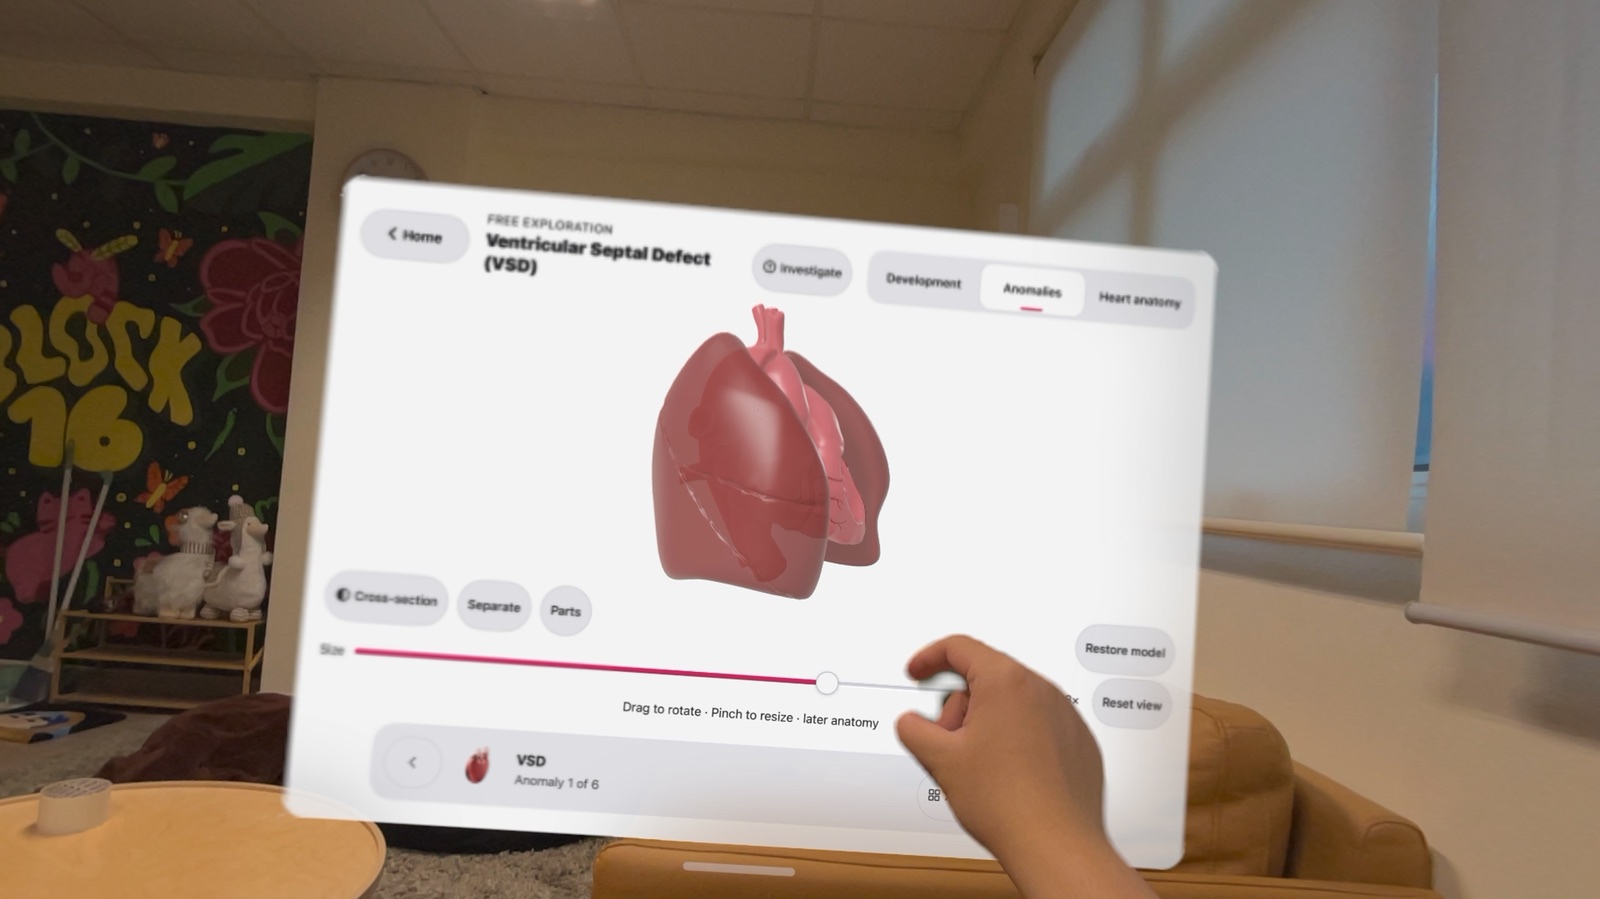 BLOCK
16
Home
FREE EXPLORATION
Ventricular Septal Defect
(VSD)
Investigate
Development
Anomalies
Heart anatomy
Cross-section
Separate
Parts
Size
Restore model
Reset view
Drag to rotate · Pinch to resize · later anatomy
VSD
Anomaly 1 of 6